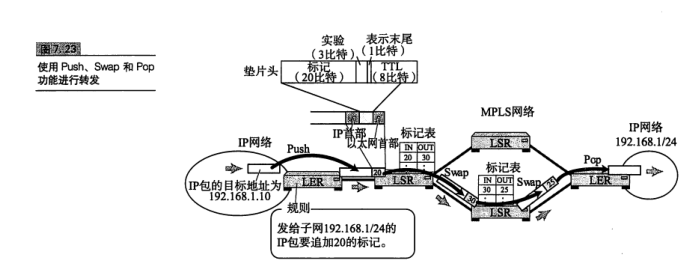 图7.23
使用 Push、Swap 和 Pop
功能进行转发
实验
（3比特）
表示末尾
（1比特）
垫片头
标记
（20比特）
TTL
（8比特）
IP首部
以太网首部
MPLS网络
IP网络
Push
标记表
IN OUT
20 30
LSR
IP网络
192.168.1/24
IP包的目标地址为
192.168.1.10
LER
20
LSR
Swap
30
标记表
IN OUT
30 25
Swap
25
LSR
Pop
LER
规则
发给子网192.168.1/24的
IP包要追加20的标记。